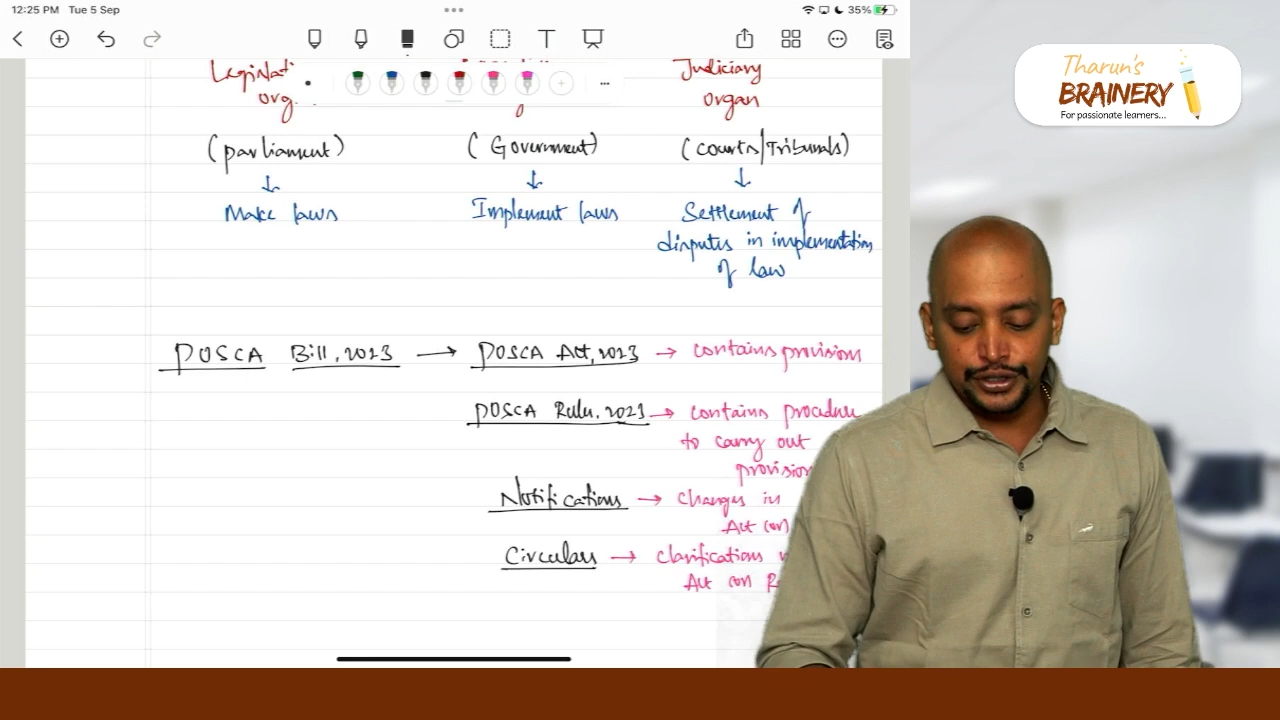 12:25 PM Tue 5 Sep
35%
Tharun's
BRAINERY
For passionate learners...
Judiciary
organ
(parliament) (Government) (courts/Tribunals)
Make laws Implement laws Settlement of
disputes in implementation
of law
POSCA Bill, 2023 → POSCA Act, 2023 → contains provision
POSCA Rules, 2023 → contains procedure
to carry out
provision
Notifications → changes in
Act (or)
Circulars → clarifications
Act (or) R